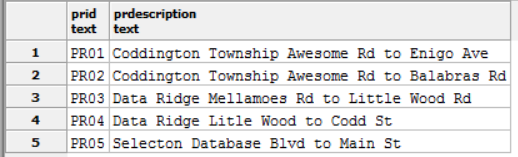 prid prdescription
text text
1 PR01 Coddington Township Awesome Rd to Enigo Ave
2 PR02 Coddington Township Awesome Rd to Balabras Rd
3 PR03 Data Ridge Mellamoes Rd to Little Wood Rd
4 PR04 Data Ridge Litle Wood to Codd St
5 PR05 Selecton Database Blvd to Main St